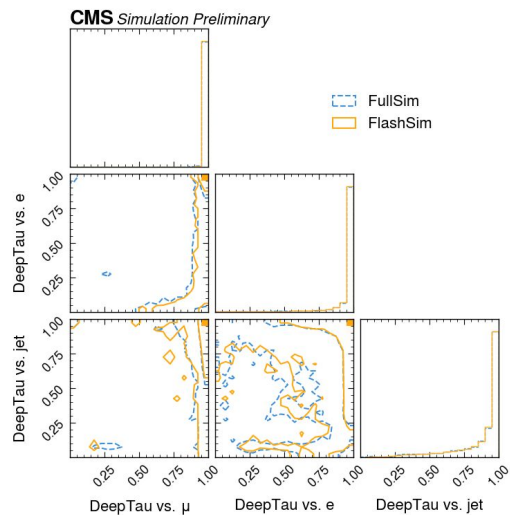 CMS Simulation Preliminary
FullSim
FlashSim
DeepTau vs. e
1.00
0.75
0.50
0.25
DeepTau vs. jet
1.00
0.75
0.50
0.25
0.25 0.50 0.75 1.00
0.25 0.50 0.75 1.00
0.25 0.50 0.75 1.00
DeepTau vs. μ
DeepTau vs. e
DeepTau vs. jet